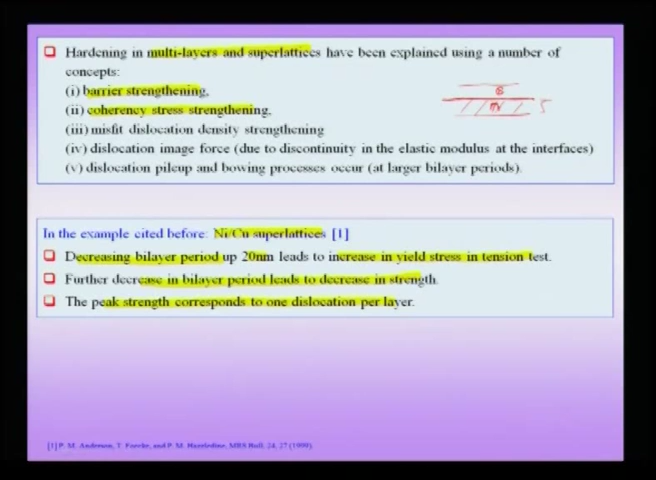 Hardening in multi-layers and superlattices have been explained using a number of
concepts:
(i) barrier strengthening,
(ii) coherency stress strengthening,
(iii) misfit dislocation density strengthening
(iv) dislocation image force (due to discontinuity in the elastic modulus at the interfaces)
(v) dislocation pileup and bowing processes occur (at larger bilayer periods).
In the example cited before: Ni/Cu superlattices [1]
Decreasing bilayer period up 20nm leads to increase in yield stress in tension test.
Further decrease in bilayer period leads to decrease in strength.
The peak strength corresponds to one dislocation per layer.
[1] P. M. Anderson, T. Foecke, and P. M. Hazzledine, MRS Bull. 24, 27 (1999).